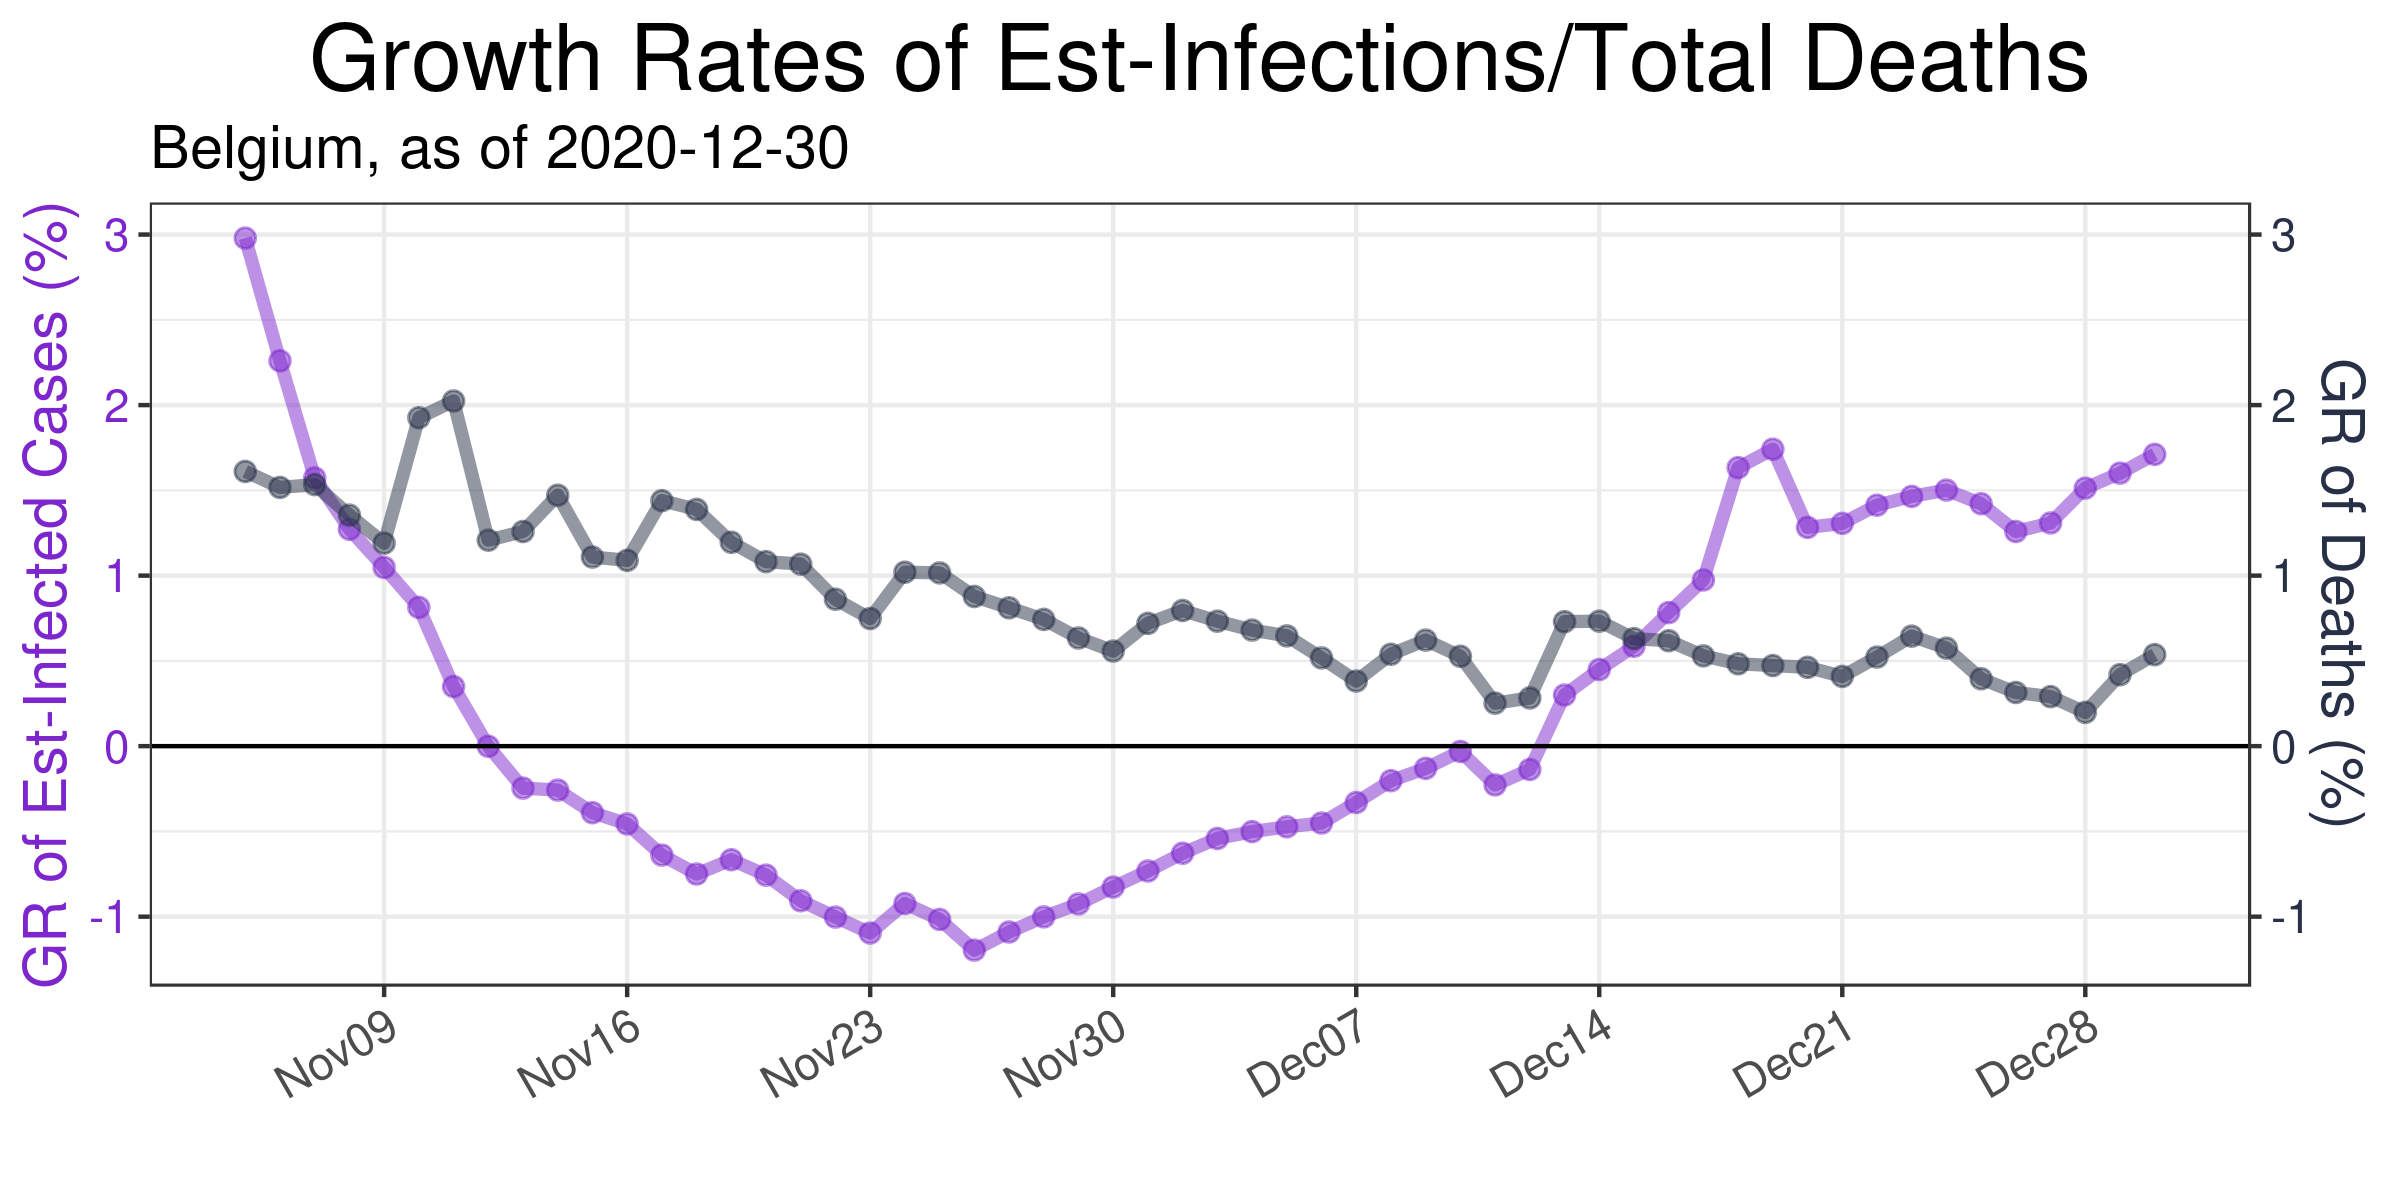 Growth Rates of Est-Infections/Total Deaths
Belgium, as of 2020-12-30
GR of Est-Infected Cases (%)
3
2
1
0
-1
3
2
1
0
-1
GR of Deaths (%)
Nov09
Nov16
Nov23
Nov30
Dec07
Dec14
Dec21
Dec28